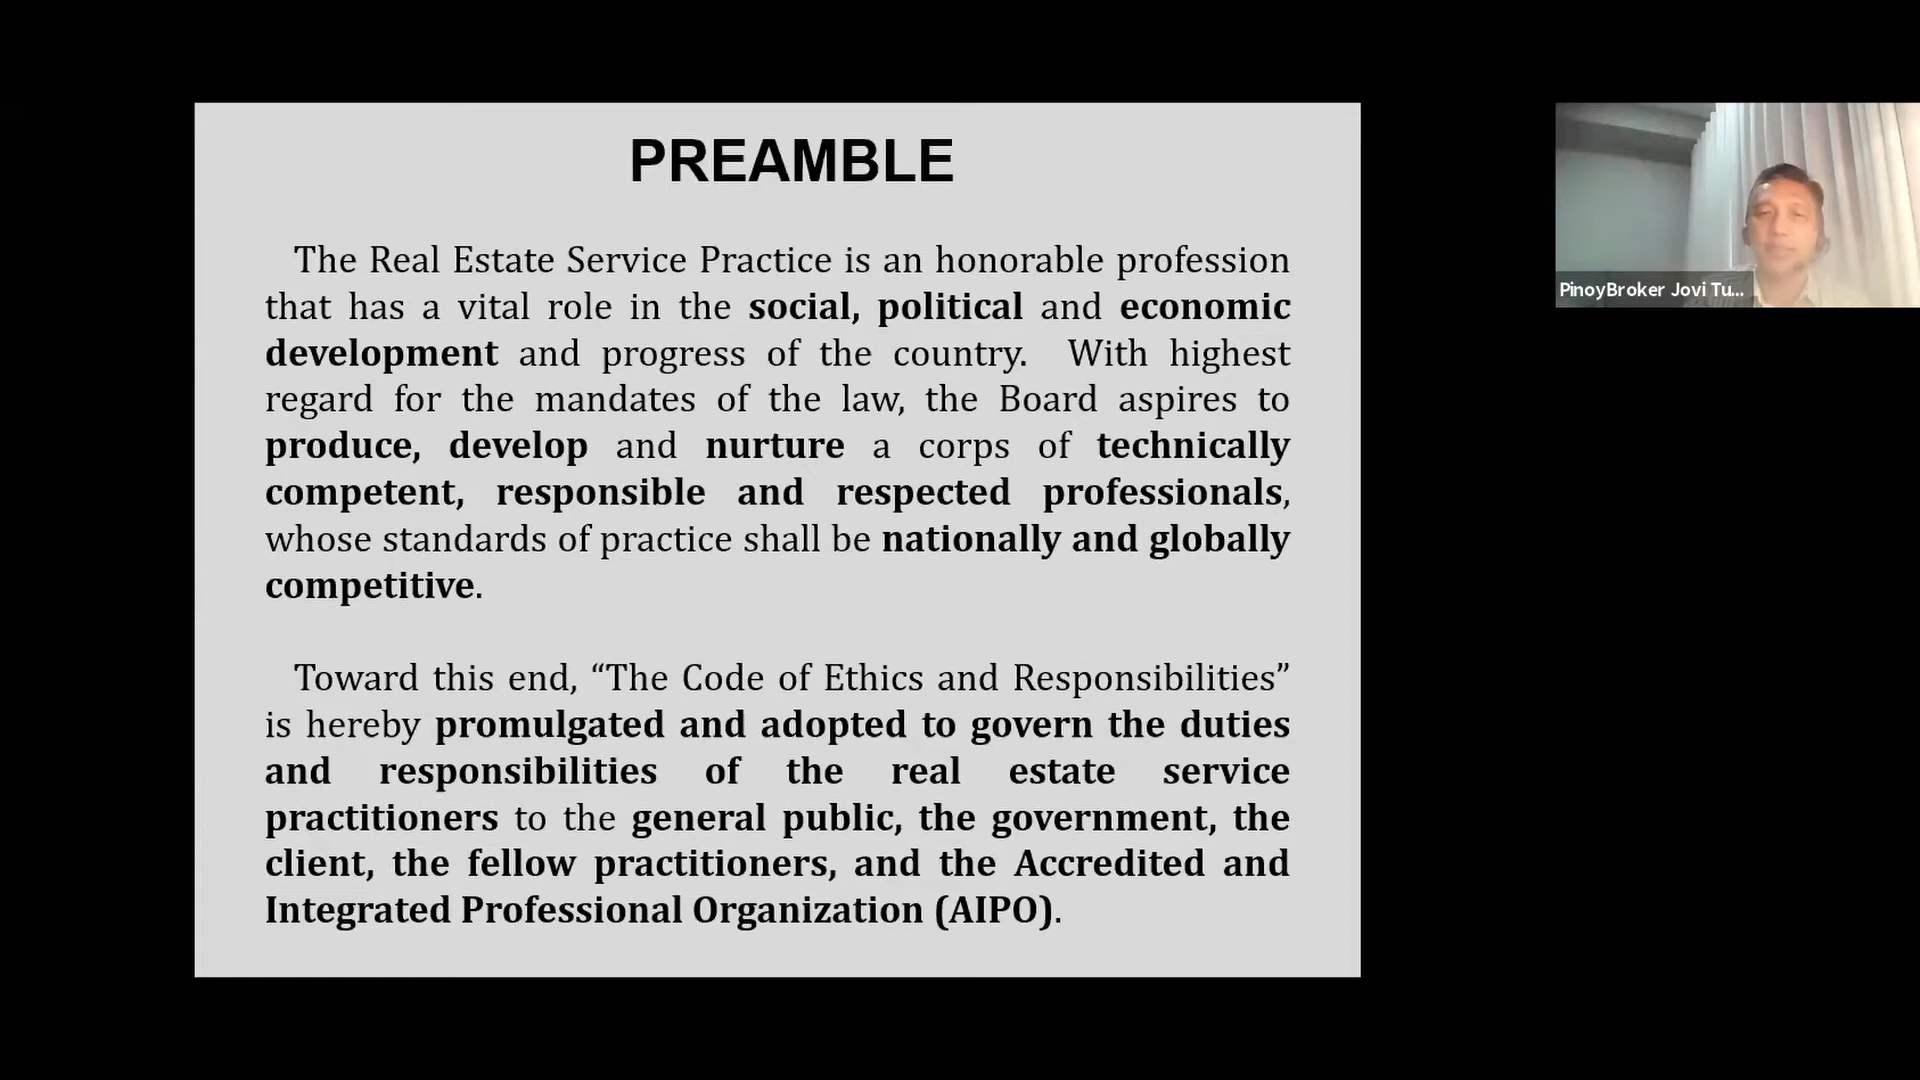 PREAMBLE
The Real Estate Service Practice is an honorable profession
that has a vital role in the social, political and economic
development and progress of the country. With highest
regard for the mandates of the law, the Board aspires to
produce, develop and nurture a corps of technically
competent, responsible and respected professionals,
whose standards of practice shall be nationally and globally
competitive.
Toward this end, “The Code of Ethics and Responsibilities”
is hereby promulgated and adopted to govern the duties
and responsibilities of the real estate service
practitioners to the general public, the government, the
client, the fellow practitioners, and the Accredited and
Integrated Professional Organization (AIPO).
PinoyBroker Jovi Tu...